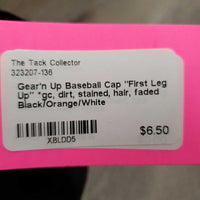 The Tack Collector
323207-136
Gear'n Up Baseball Cap "First Leg
Up" *gc, dirt, stained, hair, faded
Black/Orange/White
XBLDD5
$6.50